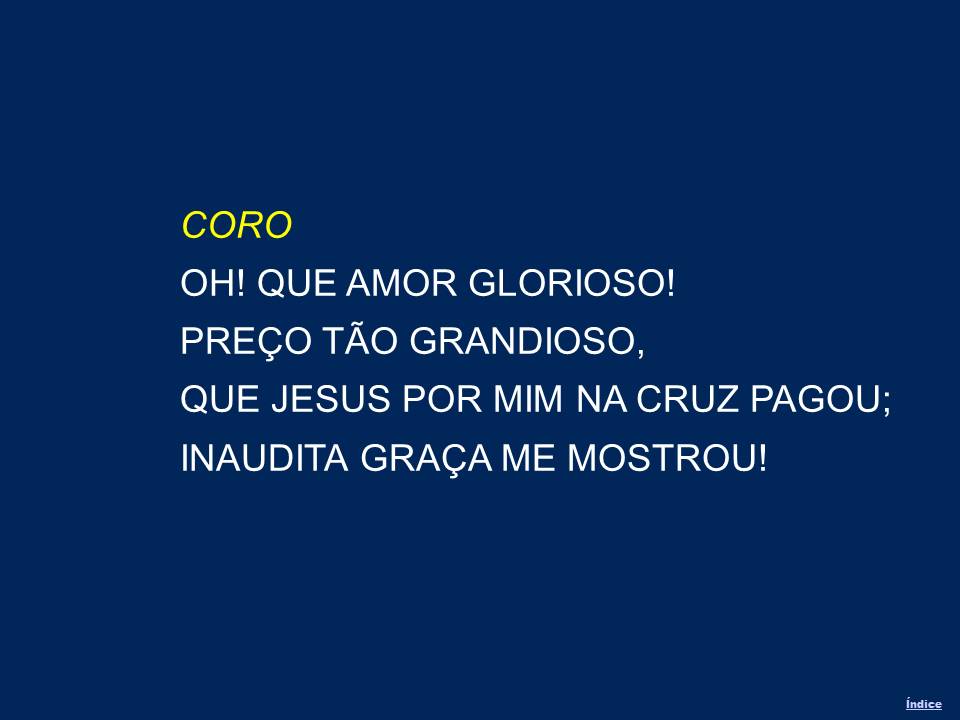 CORO
OH! QUE AMOR GLORIOSO!
PREÇO TÃO GRANDIOSO,
QUE JESUS POR MIM NA CRUZ PAGOU;
INAUDITA GRAÇA ME MOSTROU!
Índice